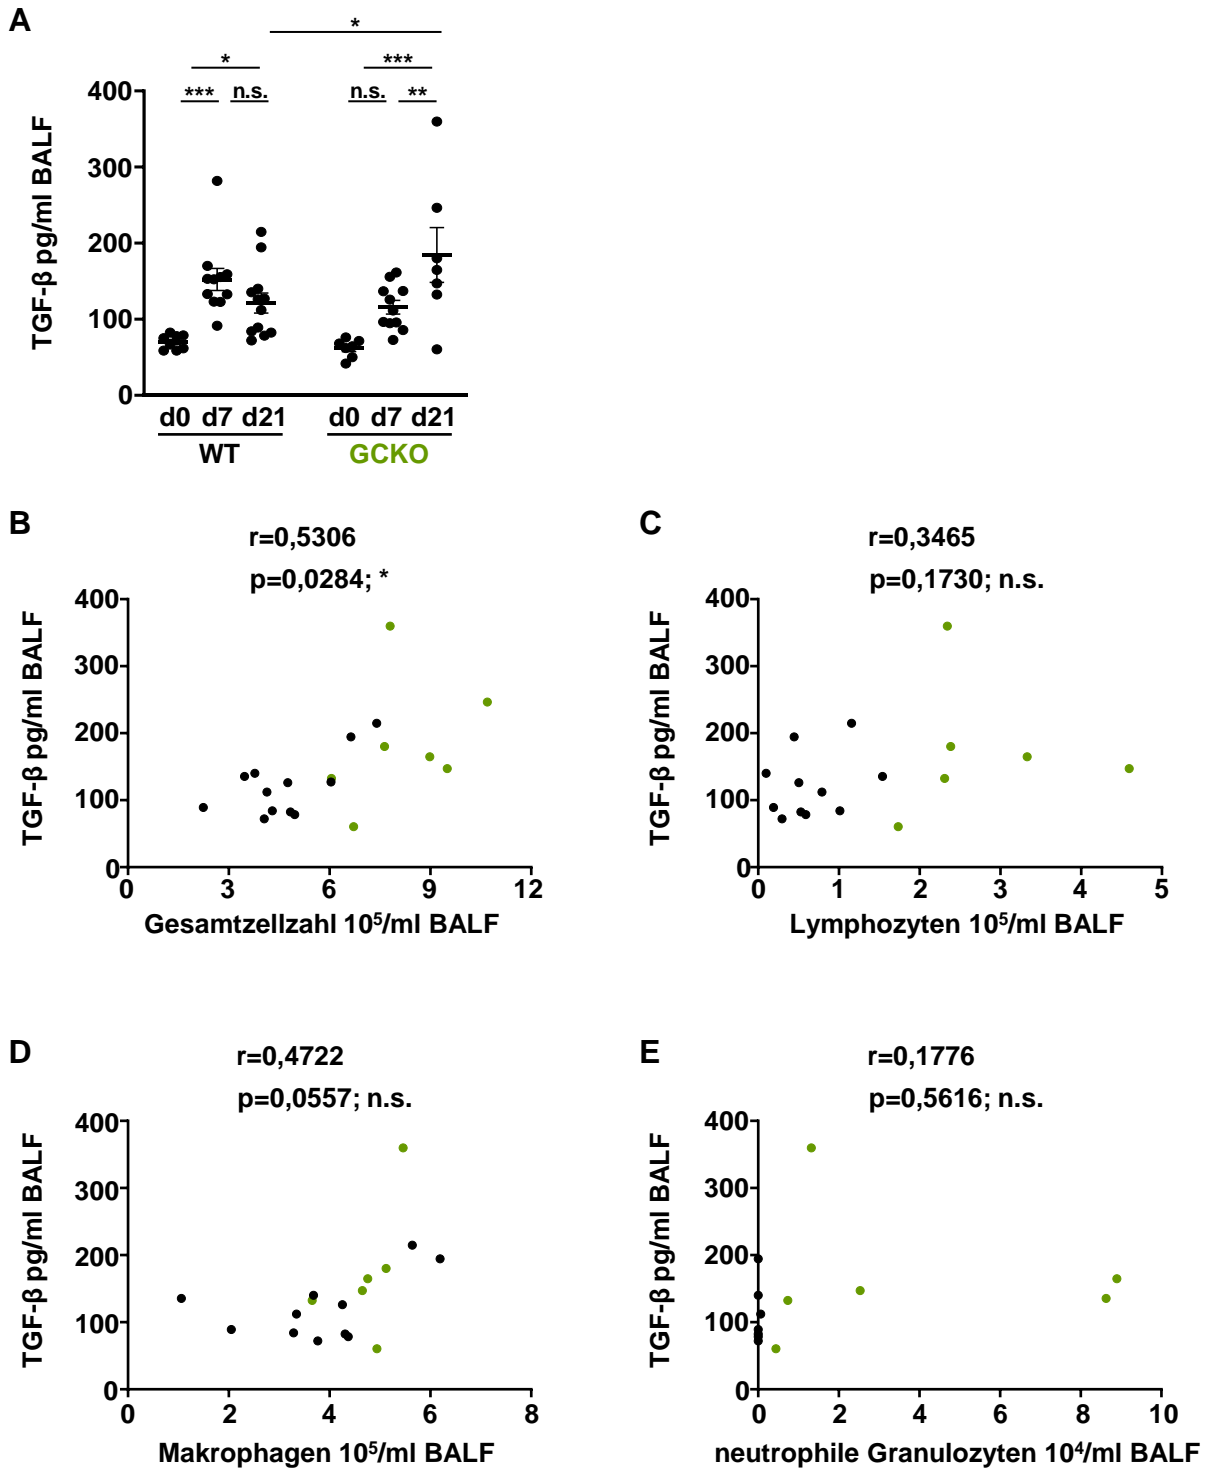 A
*
* ***
*** n.s. n.s. **
400
300
200
100
0
TGF-β pg/ml BALF
d0 d7 d21 d0 d7 d21
WT GCKO
B
r=0,5306
p=0,0284; *
400
300
200
100
0
TGF-β pg/ml BALF
0 3 6 9 12
Gesamtzellzahl 10⁵/ml BALF
C
r=0,3465
p=0,1730; n.s.
400
300
200
100
0
TGF-β pg/ml BALF
0 1 2 3 4 5
Lymphozyten 10⁵/ml BALF
D
r=0,4722
p=0,0557; n.s.
400
300
200
100
0
TGF-β pg/ml BALF
0 2 4 6 8
Makrophagen 10⁵/ml BALF
E
r=0,1776
p=0,5616; n.s.
400
300
200
100
0
TGF-β pg/ml BALF
0 2 4 6 8 10
neutrophile Granulozyten 10⁴/ml BALF